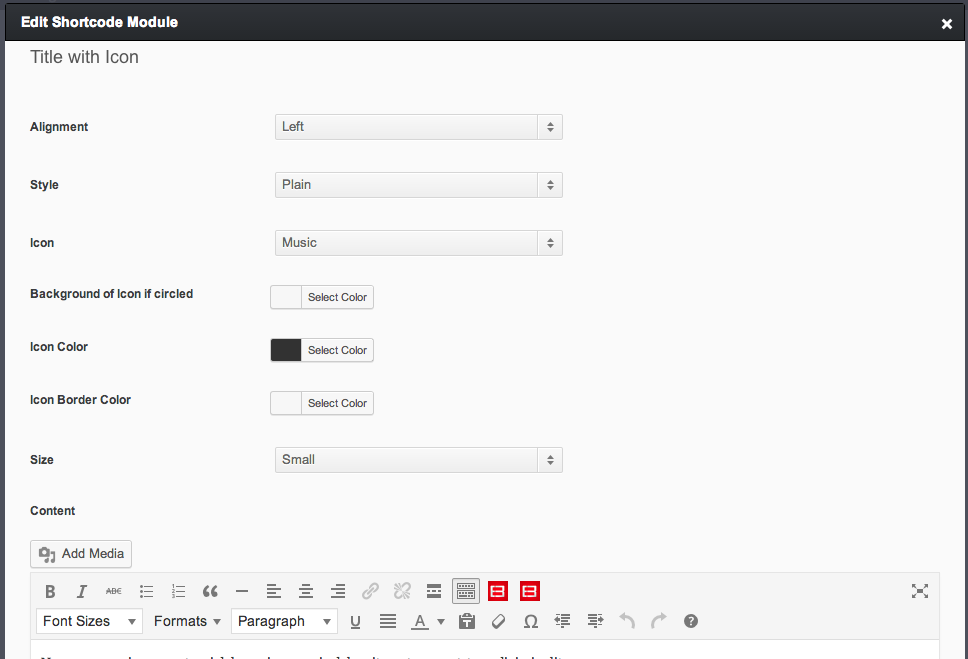 Edit Shortcode Module
Title with Icon
Alignment Left
Style Plain
Icon Music
Background of Icon if circled Select Color
Icon Color Select Color
Icon Border Color Select Color
Size Small
Content
Add Media
B I ABC
Font Sizes Formats Paragraph U A Ω ?